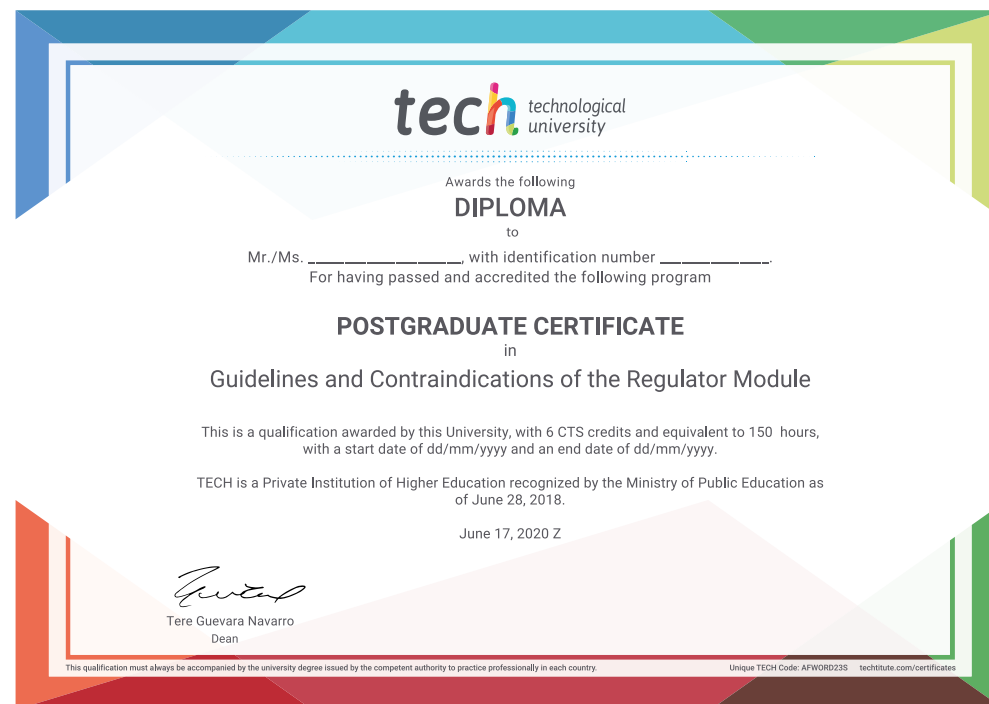 tech technological
university
Awards the following
DIPLOMA
to
Mr./Ms. ____________________, with identification number ______________.
For having passed and accredited the following program
POSTGRADUATE CERTIFICATE
in
Guidelines and Contraindications of the Regulator Module
This is a qualification awarded by this University, with 6 CTS credits and equivalent to 150 hours,
with a start date of dd/mm/yyyy and an end date of dd/mm/yyyy.
TECH is a Private Institution of Higher Education recognized by the Ministry of Public Education as
of June 28, 2018.
June 17, 2020 Z
Tere Guevara Navarro
Dean
This qualification must always be accompanied by the university degree issued by the competent authority to practice professionally in each country. Unique TECH Code: AFWORD23S techtitute.com/certificates